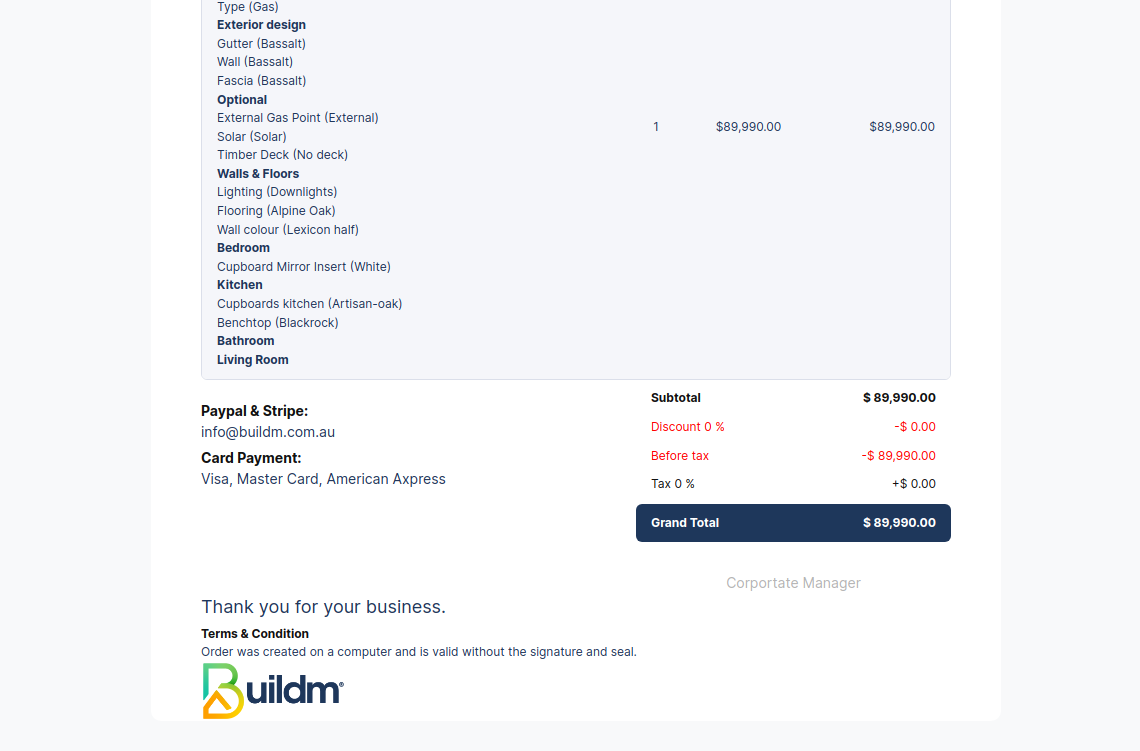 Type (Gas)
Exterior design
Gutter (Bassalt)
Wall (Bassalt)
Fascia (Bassalt)
Optional
External Gas Point (External)
1 $89,990.00 $89,990.00
Solar (Solar)
Timber Deck (No deck)
Walls & Floors
Lighting (Downlights)
Flooring (Alpine Oak)
Wall colour (Lexicon half)
Bedroom
Cupboard Mirror Insert (White)
Kitchen
Cupboards kitchen (Artisan-oak)
Benchtop (Blackrock)
Bathroom
Living Room
Paypal & Stripe:
info@buildm.com.au
Card Payment:
Visa, Master Card, American Axpress
Subtotal $ 89,990.00
Discount 0 % -$ 0.00
Before tax -$ 89,990.00
Tax 0 % +$ 0.00
Grand Total $ 89,990.00
Corportate Manager
Thank you for your business.
Terms & Condition
Order was created on a computer and is valid without the signature and seal.
Buildm®